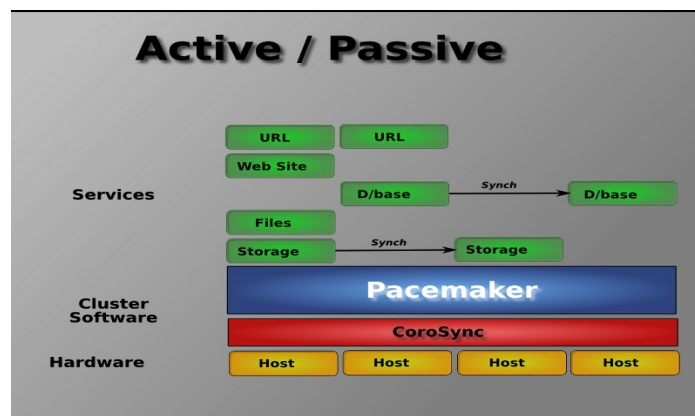 Active / Passive
URL URL
Web Site
Services
D/base Synch D/base
Files
Storage Synch Storage
Pacemaker
Cluster
Software
CoroSync
Hardware Host Host Host Host